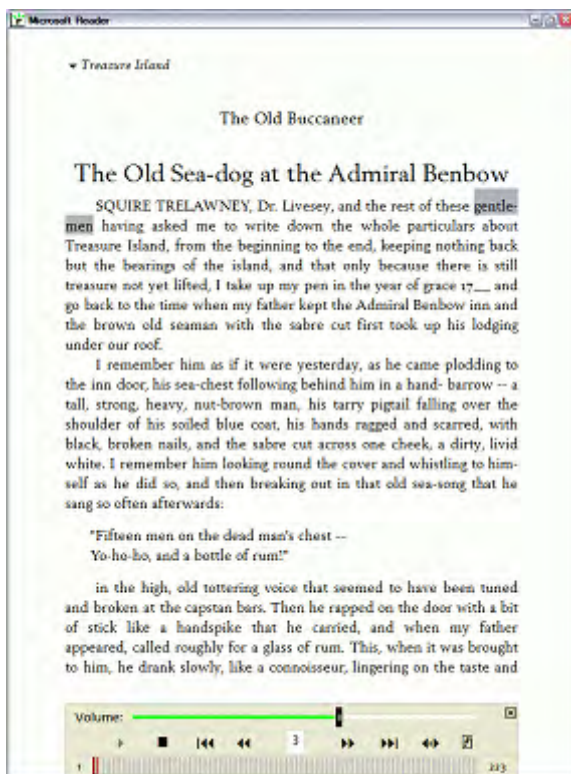 Microsoft Reader
Treasure Island
The Old Buccaneer
The Old Sea-dog at the Admiral Benbow
SQUIRE TRELAWNEY, Dr. Livesey, and the rest of these gentle-
men having asked me to write down the whole particulars about
Treasure Island, from the beginning to the end, keeping nothing back
but the bearings of the island, and that only because there is still
treasure not yet lifted, I take up my pen in the year of grace 17__ and
go back to the time when my father kept the Admiral Benbow inn and
the brown old seaman with the sabre cut first took up his lodging
under our roof.
I remember him as if it were yesterday, as he came plodding to
the inn door, his sea-chest following behind him in a hand- barrow -- a
tall, strong, heavy, nut-brown man, his tarry pigtail falling over the
shoulder of his soiled blue coat, his hands ragged and scarred, with
black, broken nails, and the sabre cut across one cheek, a dirty, livid
white. I remember him looking round the cover and whistling to him-
self as he did so, and then breaking out in that old sea-song that he
sang so often afterwards:
"Fifteen men on the dead man's chest --
Yo-ho-ho, and a bottle of rum!"
in the high, old tottering voice that seemed to have been tuned
and broken at the capstan bars. Then he rapped on the door with a bit
of stick like a handspike that he carried, and when my father
appeared, called roughly for a glass of rum. This, when it was brought
to him, he drank slowly, like a connoisseur, lingering on the taste and
Volume:
3
1 223